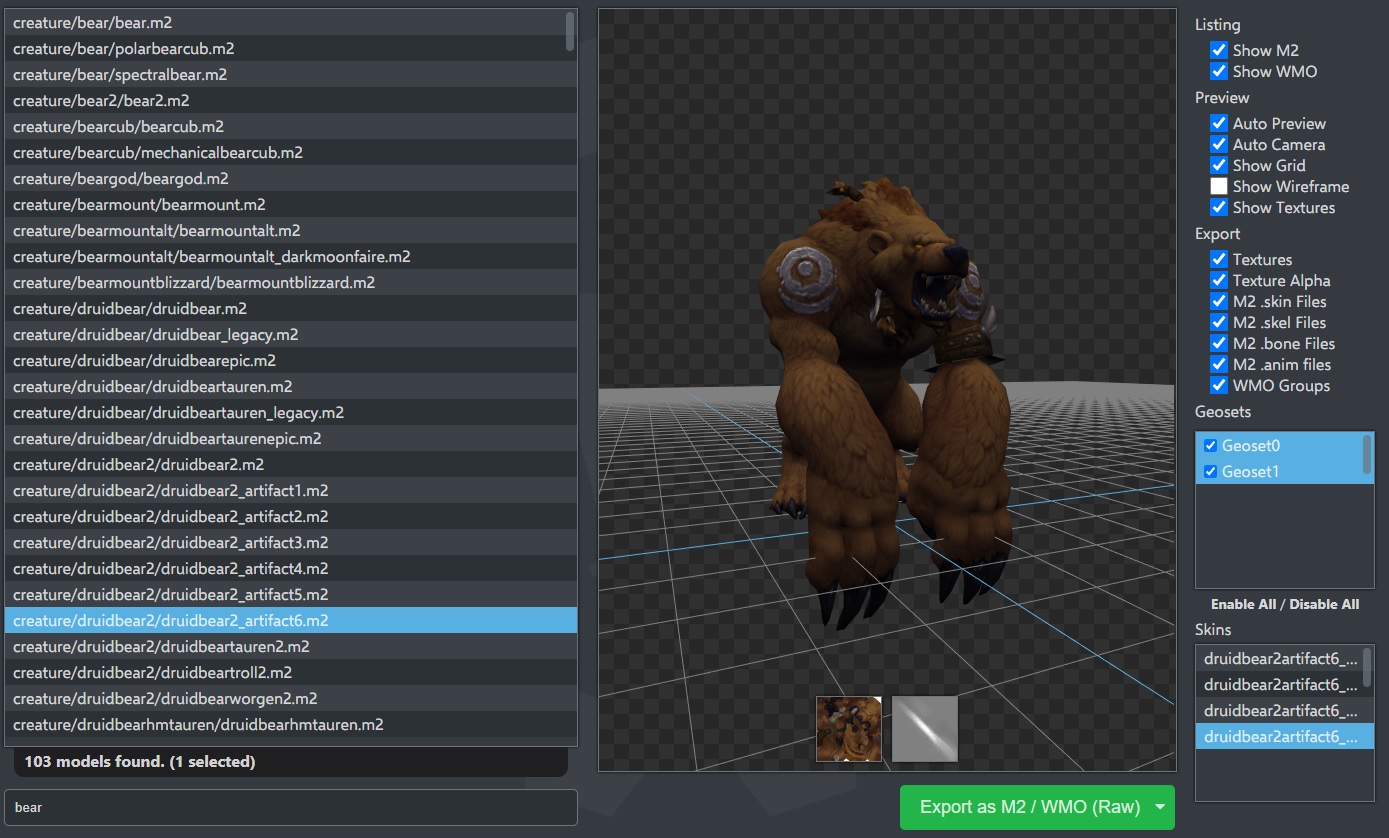 creature/bear/bear.m2
creature/bear/polarbearcub.m2
creature/bear/spectralbear.m2
creature/bear2/bear2.m2
creature/bearcub/bearcub.m2
creature/bearcub/mechanicalbearcub.m2
creature/beargod/beargod.m2
creature/bearmount/bearmount.m2
creature/bearmountalt/bearmountalt.m2
creature/bearmountalt/bearmountalt_darkmoonfaire.m2
creature/bearmountblizzard/bearmountblizzard.m2
creature/druidbear/druidbear.m2
creature/druidbear/druidbear_legacy.m2
creature/druidbear/druidbearepic.m2
creature/druidbear/druidbeartauren.m2
creature/druidbear/druidbeartauren_legacy.m2
creature/druidbear/druidbeartaurenepic.m2
creature/druidbear2/druidbear2.m2
creature/druidbear2/druidbear2_artifact1.m2
creature/druidbear2/druidbear2_artifact2.m2
creature/druidbear2/druidbear2_artifact3.m2
creature/druidbear2/druidbear2_artifact4.m2
creature/druidbear2/druidbear2_artifact5.m2
creature/druidbear2/druidbear2_artifact6.m2
creature/druidbear2/druidbeartauren2.m2
creature/druidbear2/druidbeartroll2.m2
creature/druidbear2/druidbearworgen2.m2
creature/druidbearhmtauren/druidbearhmtauren.m2
103 models found. (1 selected)
bear
Export as M2 / WMO (Raw)
Listing
Show M2
Show WMO
Preview
Auto Preview
Auto Camera
Show Grid
Show Wireframe
Show Textures
Export
Textures
Texture Alpha
M2 .skin Files
M2 .skel Files
M2 .bone Files
M2 .anim files
WMO Groups
Geosets
Geoset0
Geoset1
Enable All / Disable All
Skins
druidbear2artifact6_...
druidbear2artifact6_...
druidbear2artifact6_...
druidbear2artifact6_...